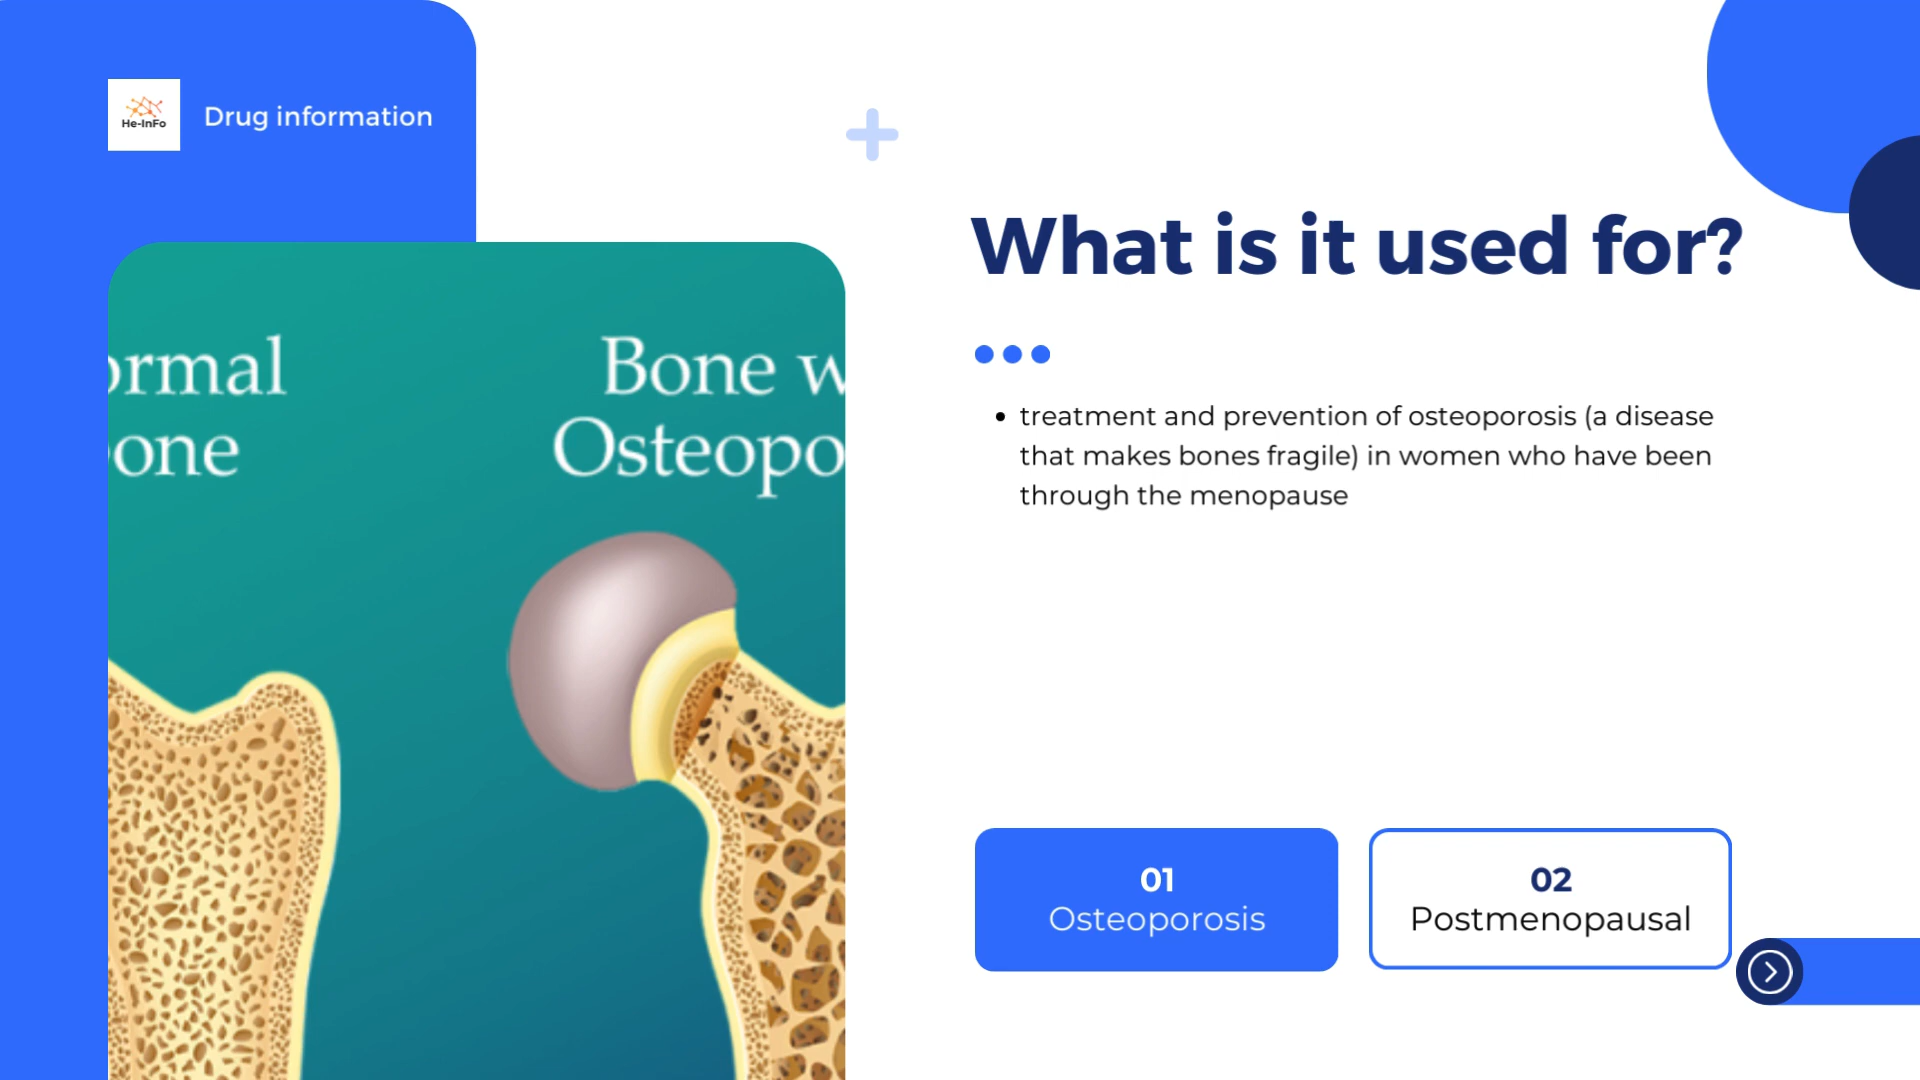 He-InFo
Drug information
What is it used for?
ormal
one
Bone w
Osteopo
• treatment and prevention of osteoporosis (a disease
that makes bones fragile) in women who have been
through the menopause
01
Osteoporosis
02
Postmenopausal